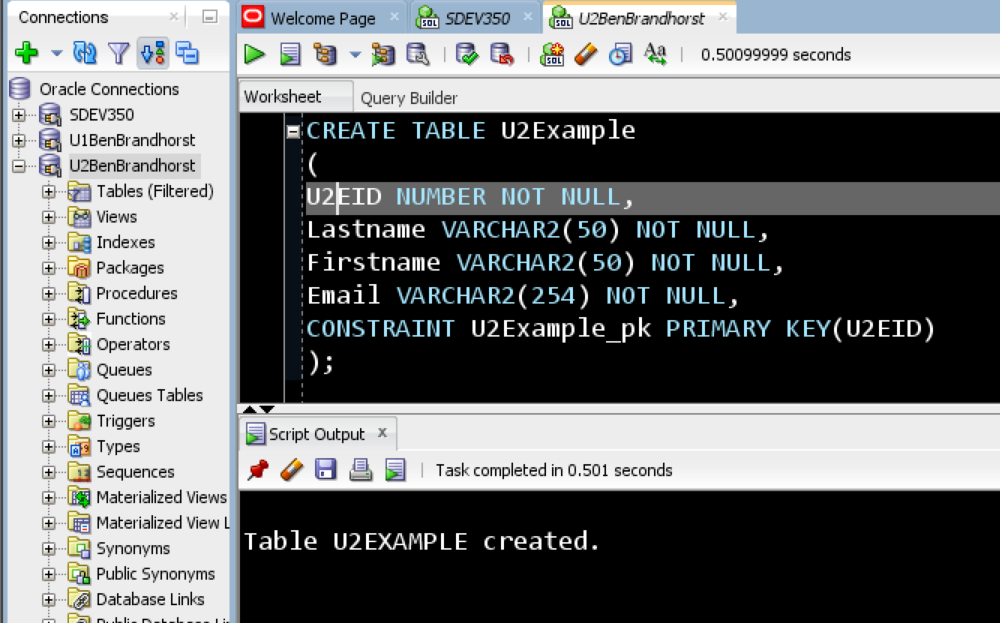 Connections
Welcome Page
SDEV350
U2BenBrandhorst
0.50099999 seconds
Oracle Connections
SDEV350
U1BenBrandhorst
U2BenBrandhorst
Tables (Filtered)
Views
Indexes
Packages
Procedures
Functions
Operators
Queues
Queues Tables
Triggers
Types
Sequences
Materialized Views
Materialized View L
Synonyms
Public Synonyms
Database Links
Public Database Li
Worksheet
Query Builder
CREATE TABLE U2Example
(
U2EID NUMBER NOT NULL,
Lastname VARCHAR2(50) NOT NULL,
Firstname VARCHAR2(50) NOT NULL,
Email VARCHAR2(254) NOT NULL,
CONSTRAINT U2Example_pk PRIMARY KEY(U2EID)
);
Script Output
Task completed in 0.501 seconds
Table U2EXAMPLE created.